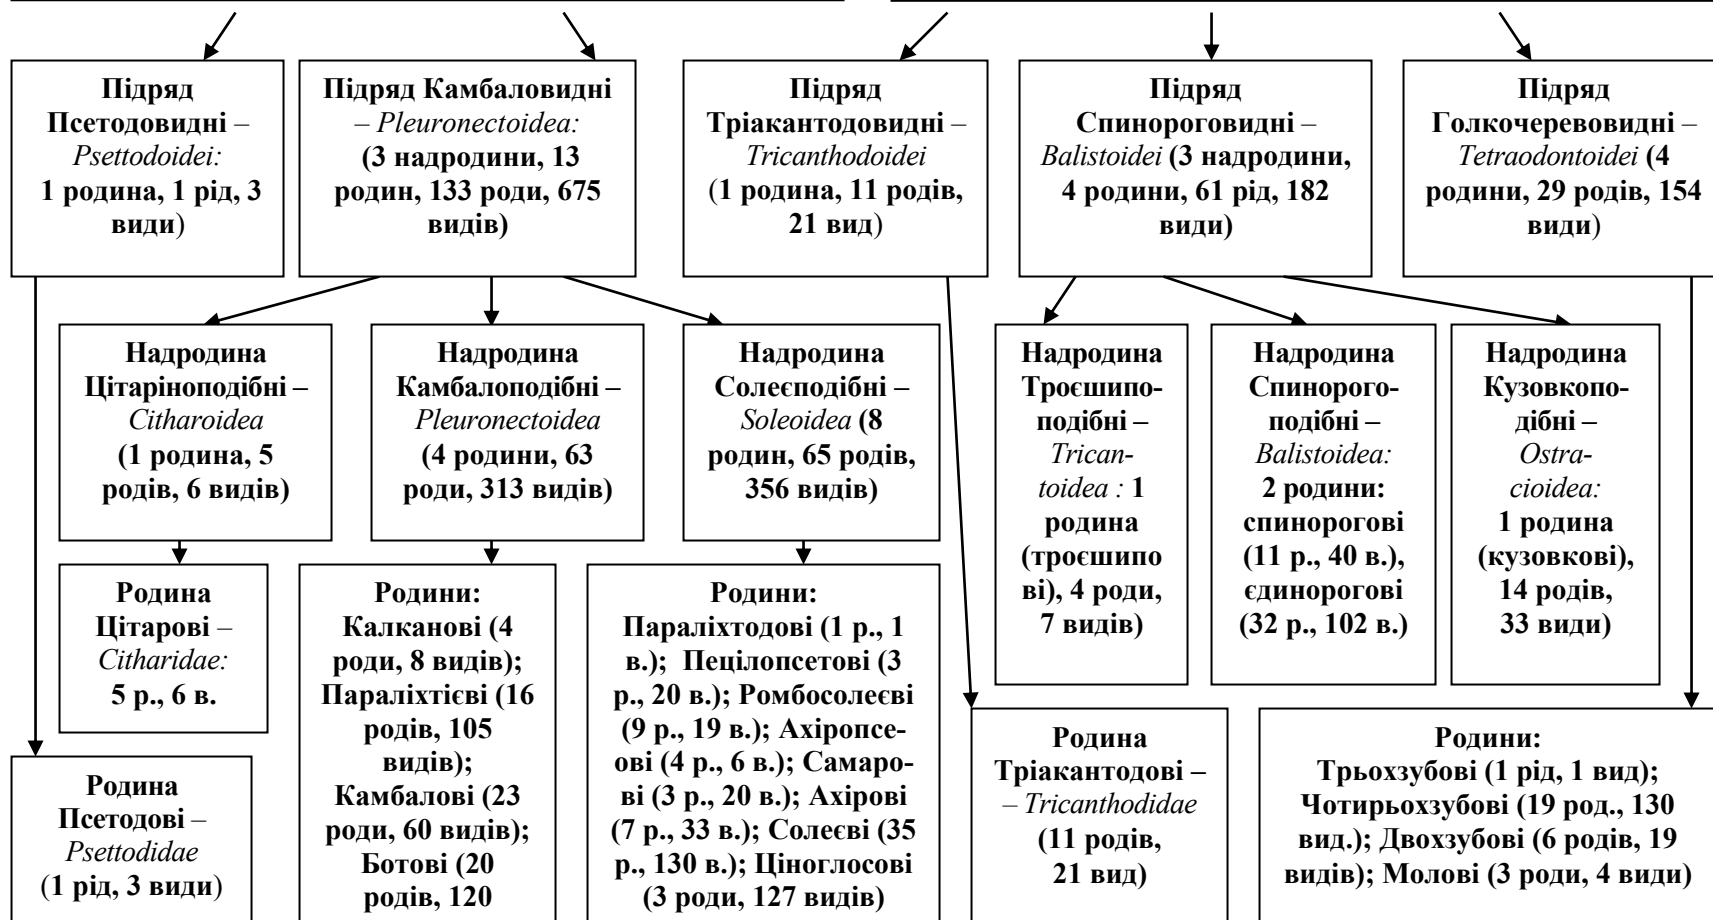 Підряд
Псетодовидні –
Psettodoidei:
1 родина, 1 рід, 3
види)
Підряд Камбаловидні
– Pleuronectoidea:
(3 надродини, 13
родин, 133 роди, 675
видів)
Підряд
Тріакантодовидні –
Tricanthodoidei
(1 родина, 11 родів,
21 вид)
Підряд
Спинороговидні –
Balistoidei (3 надродини,
4 родини, 61 рід, 182
види)
Підряд
Голкочеревовидні –
Tetraodontoidei (4
родини, 29 родів, 154
види)
Надродина
Цітаріноподібні –
Citharoidea
(1 родина, 5
родів, 6 видів)
Надродина
Камбалоподібні –
Pleuronectoidea
(4 родини, 63
роди, 313 видів)
Надродина
Солеєподібні –
Soleoidea (8
родин, 65 родів,
356 видів)
Надродина
Троєшипо-
подібні –
Trican-
toidea : 1
родина
(троєшипо
ві), 4 роди,
7 видів)
Надродина
Спинорого-
подібні –
Balistoidea:
2 родини:
спинорогові
(11 р., 40 в.),
єдинорогові
(32 р., 102 в.)
Надродина
Кузовкопо-
дібні –
Ostra-
cioidea:
1 родина
(кузовкові),
14 родів,
33 види)
Родина
Цітарові –
Citharidae:
5 р., 6 в.
Родини:
Калканові (4
роди, 8 видів);
Параліхтієві (16
родів, 105
видів);
Камбалові (23
роди, 60 видів);
Ботові (20
родів, 120
Родини:
Параліхтодові (1 р., 1
в.); Пецілопсетові (3
р., 20 в.); Ромбосолеєві
(9 р., 19 в.); Ахіропсе-
ові (4 р., 6 в.); Самаро-
ві (3 р., 20 в.); Ахірові
(7 р., 33 в.); Солеєві (35
р., 130 в.); Ціноглосові
(3 роди, 127 видів)
Родина
Псетодові –
Psettodidae
(1 рід, 3 види)
Родина
Тріакантодові –
– Tricanthodidae
(11 родів,
21 вид)
Родини:
Трьохзубові (1 рід, 1 вид);
Чотирьохзубові (19 род., 130
вид.); Двохзубові (6 родів, 19
видів); Молові (3 роди, 4 види)